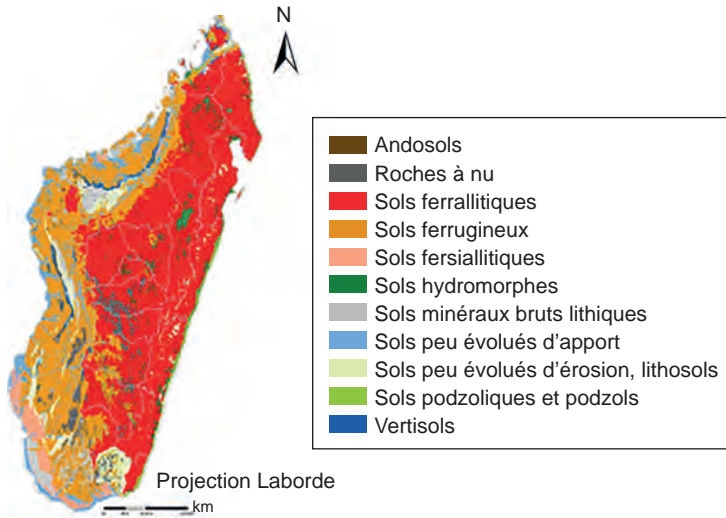 N
Andosols
Roches à nu
Sols ferrallitiques
Sols ferrugineux
Sols fersiallitiques
Sols hydromorphes
Sols minéraux bruts lithiques
Sols peu évolués d'apport
Sols peu évolués d'érosion, lithosols
Sols podzoliques et podzols
Vertisols
Projection Laborde
km